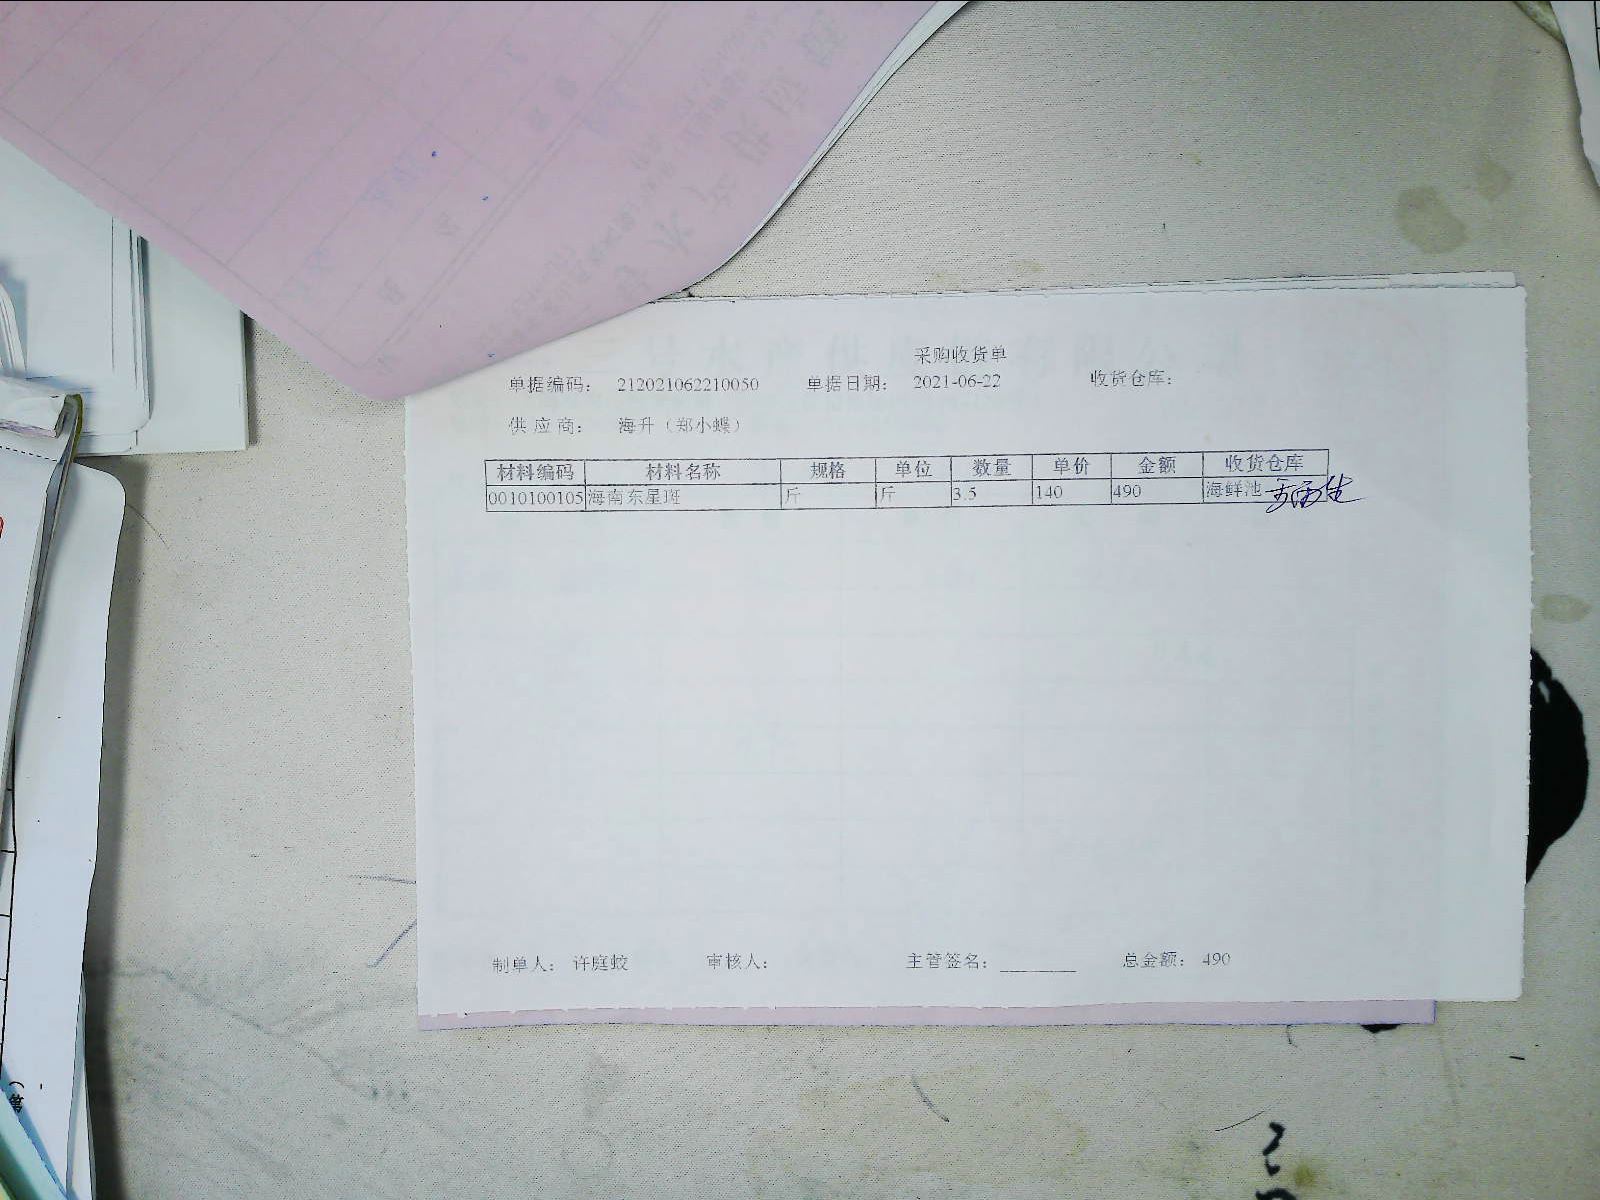 采购收货单
单据编码： 212021062210050 单据日期： 2021-06-22 收货仓库：
供应商： 海升（郑小蝶）
材料编码 材料名称 规格 单位 数量 单价 金额 收货仓库
0010100105 海南东星斑 斤 斤 3.5 140 490 海鲜池
制单人： 许庭蛟 审核人： 主管签名： ________ 总金额： 490